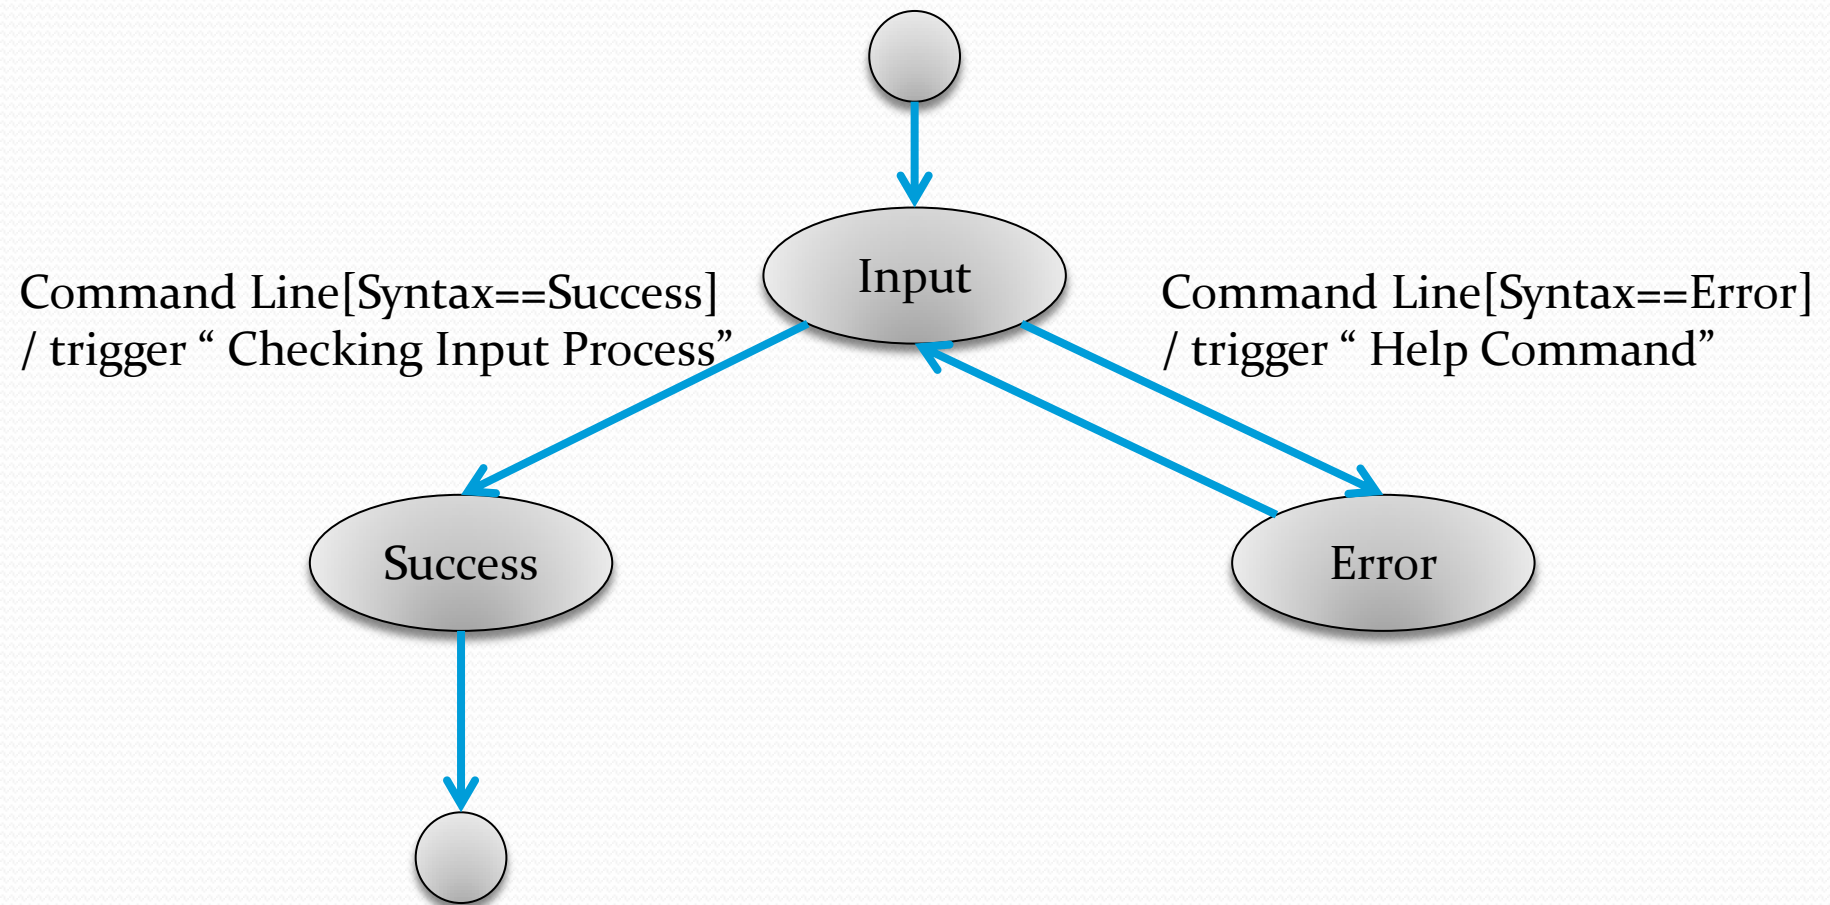 Input
Command Line[Syntax==Success]
/ trigger “ Checking Input Process”
Command Line[Syntax==Error]
/ trigger “ Help Command”
Success
Error